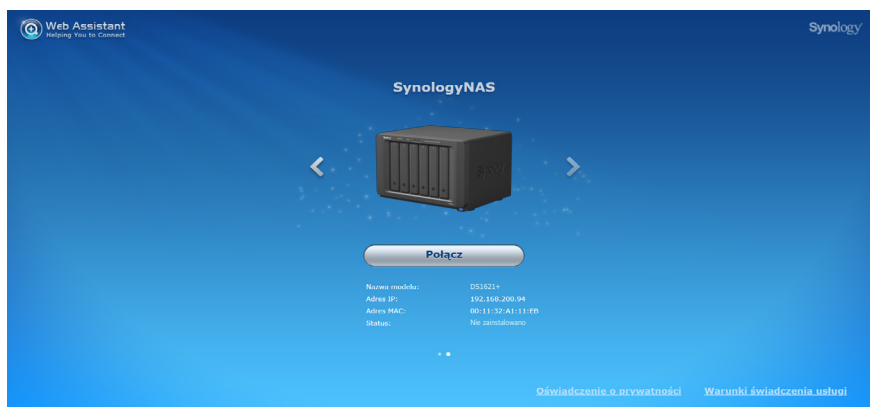 Web Assistant
Helping You to Connect
Synology
SynologyNAS
Połącz
Nazwa modelu: DS1621+
Adres IP: 192.168.200.94
Adres MAC: 00:11:32:A1:11:EB
Status: Nie zainstalowano
Oświadczenie o prywatności Warunki świadczenia usługi